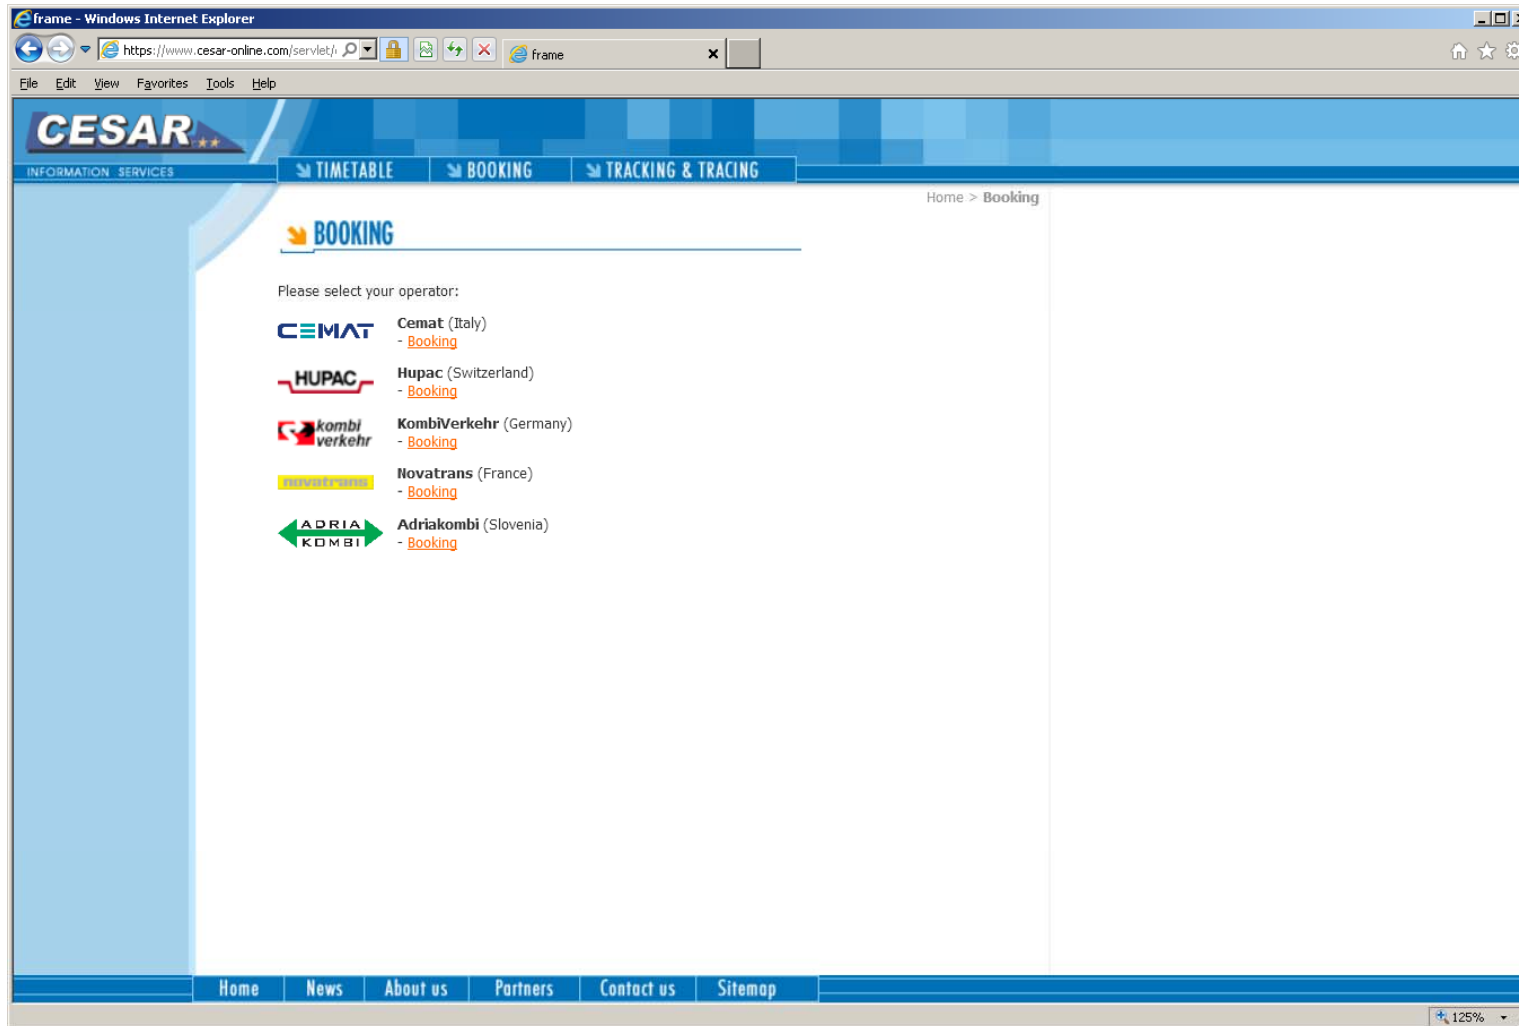 frame - Windows Internet Explorer
https://www.cesar-online.com/servlet/
frame
File Edit View Favorites Tools Help
CESAR
INFORMATION SERVICES
TIMETABLE BOOKING TRACKING & TRACING
Home > Booking
BOOKING
Please select your operator:
CEMAT
Cemat (Italy)
- Booking
HUPAC
Hupac (Switzerland)
- Booking
kombi
verkehr
KombiVerkehr (Germany)
- Booking
novatrans
Novatrans (France)
- Booking
ADRIA
KOMBI
Adriakombi (Slovenia)
- Booking
Home News About us Partners Contact us Sitemap
125%